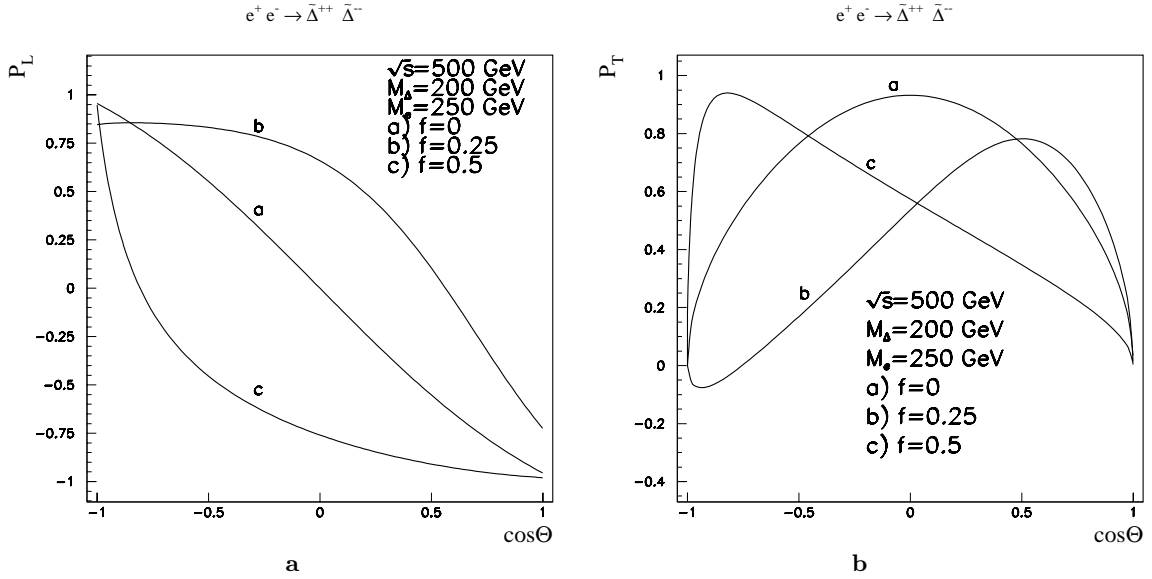 e⁺ e⁻ → Δ̃⁺⁺ Δ̃⁻⁻
P_L
√s=500 GeV
M_Δ=200 GeV
M_e̴=250 GeV
a) f=0
b) f=0.25
c) f=0.5
b
a
c
1
0.75
0.5
0.25
0
-0.25
-0.5
-0.75
-1
-1 -0.5 0 0.5 1
cosΘ
a
e⁺ e⁻ → Δ̃⁺⁺ Δ̃⁻⁻
P_T
a
c
b
√s=500 GeV
M_Δ=200 GeV
M_e̴=250 GeV
a) f=0
b) f=0.25
c) f=0.5
1
0.8
0.6
0.4
0.2
0
-0.2
-0.4
-1 -0.5 0 0.5 1
cosΘ
b